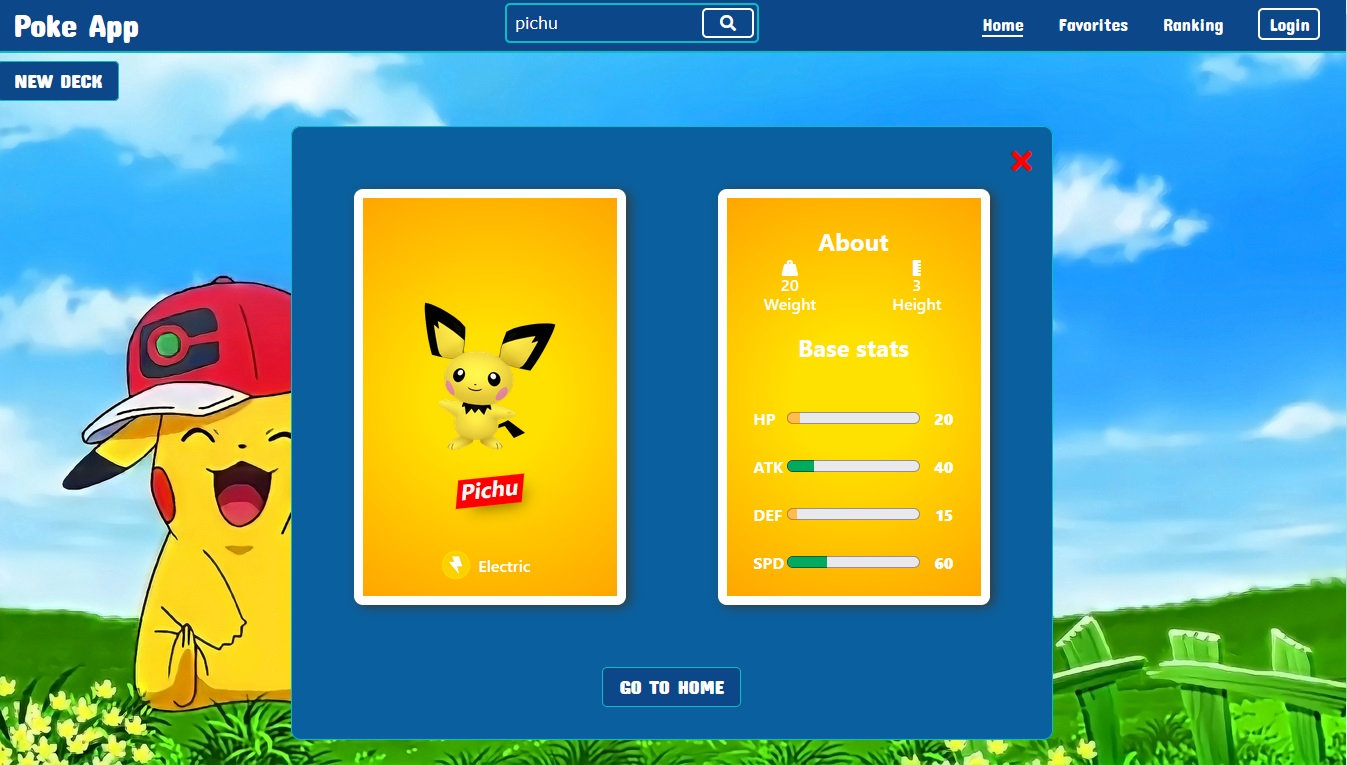 Poke App
pichu
Home Favorites Ranking Login
NEW DECK
Pichu
Electric
About
20 3
Weight Height
Base stats
HP 20
ATK 40
DEF 15
SPD 60
GO TO HOME